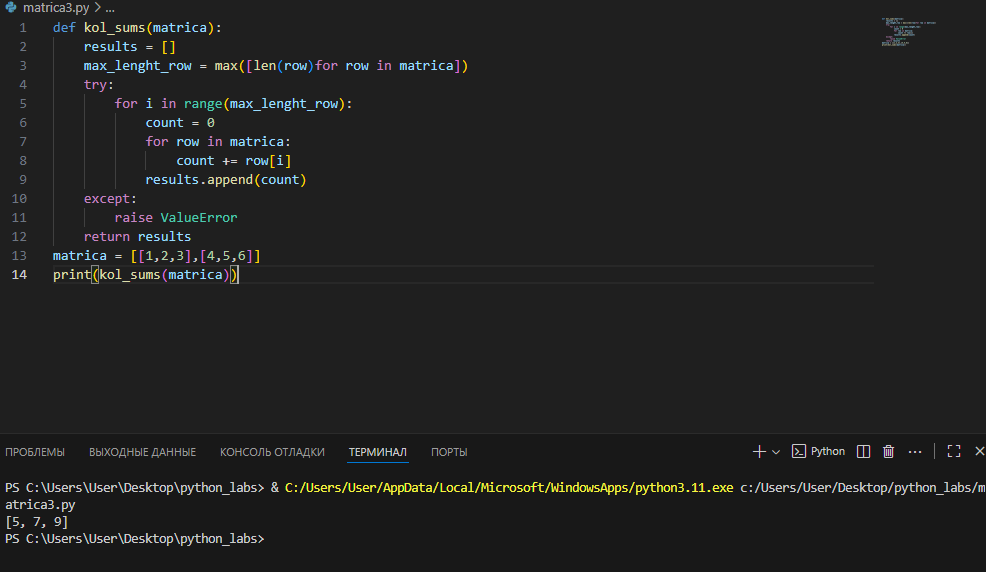 matrica3.py > ...
1 def kol_sums(matrica):
2 results = []
3 max_lenght_row = max([len(row)for row in matrica])
4 try:
5 for i in range(max_lenght_row):
6 count = 0
7 for row in matrica:
8 count += row[i]
9 results.append(count)
10 except:
11 raise ValueError
12 return results
13 matrica = [[1,2,3],[4,5,6]]
14 print(kol_sums(matrica))
ПРОБЛЕМЫ ВЫХОДНЫЕ ДАННЫЕ КОНСОЛЬ ОТЛАДКИ ТЕРМИНАЛ ПОРТЫ Python
PS C:\Users\User\Desktop\python_labs> & C:/Users/User/AppData/Local/Microsoft/WindowsApps/python3.11.exe c:/Users/User/Desktop/python_labs/m
atrica3.py
[5, 7, 9]
PS C:\Users\User\Desktop\python_labs>